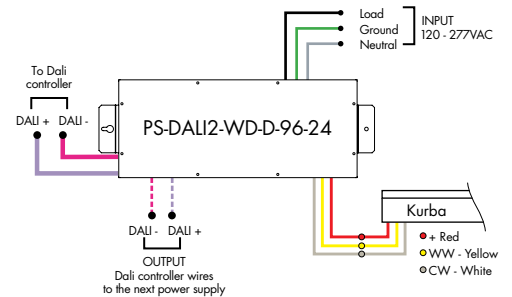 Load
Ground
Neutral
INPUT
120 - 277VAC
To Dali
controller
DALI + DALI -
PS-DALI2-WD-D-96-24
DALI - DALI +
OUTPUT
Dali controller wires
to the next power supply
Kurba
+ Red
WW - Yellow
CW - White